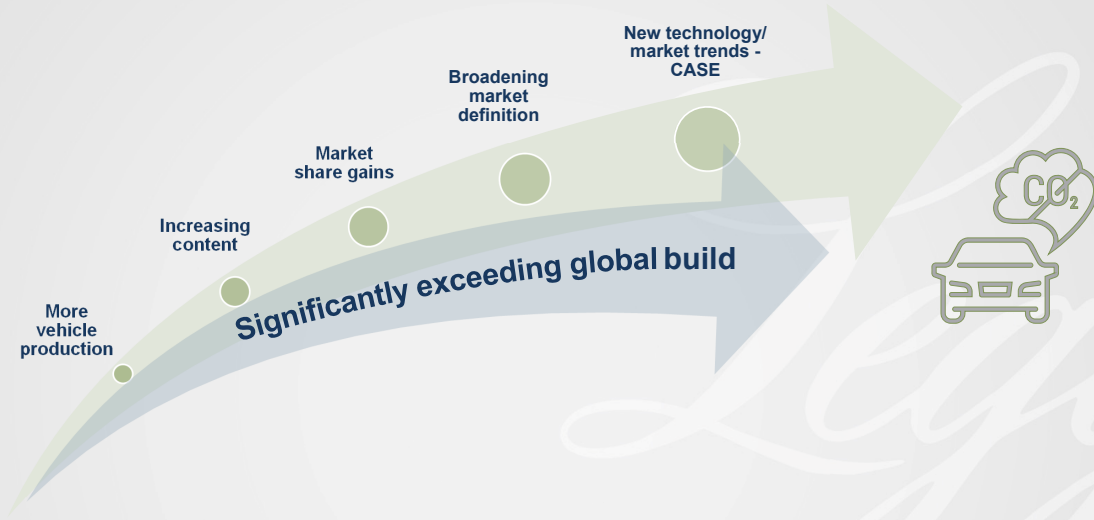 New technology/
market trends -
CASE
Broadening
market
definition
Market
share gains
Increasing
content
More
vehicle
production
Significantly exceeding global build
CO2